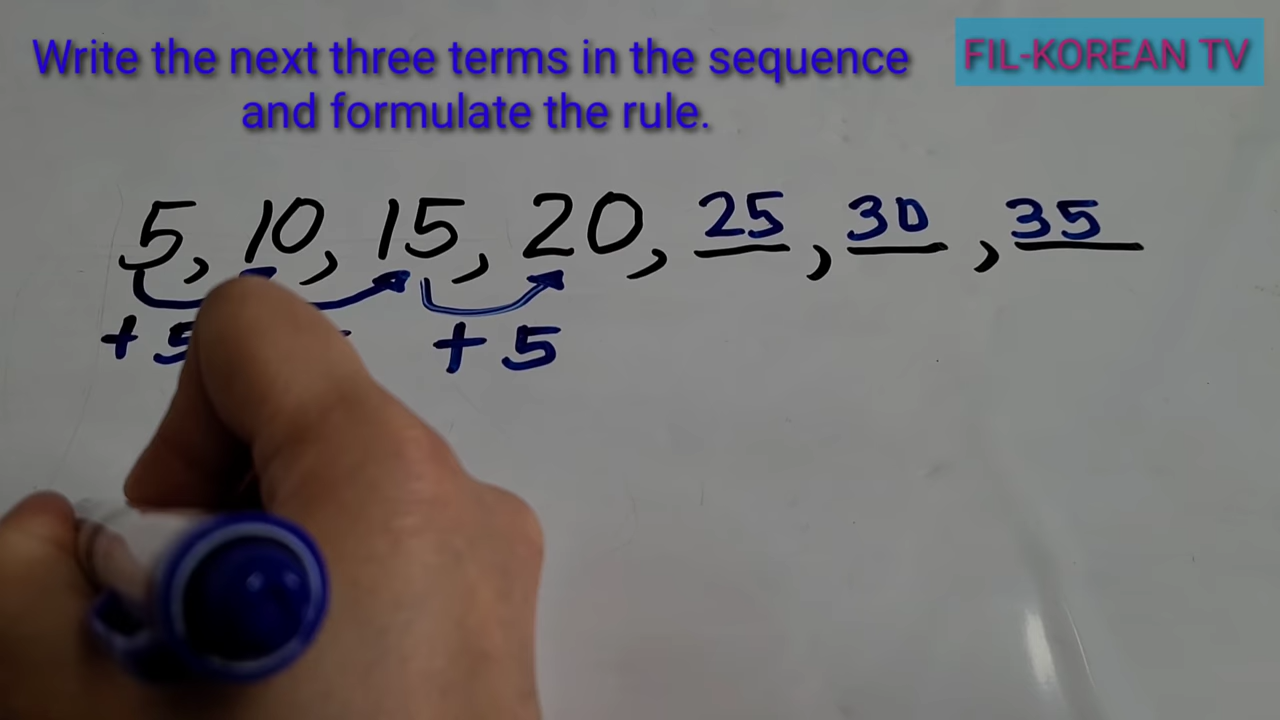 Write the next three terms in the sequence
and formulate the rule.
FIL-KOREAN TV
5, 10, 15, 20, 25, 30, 35
+5 +5